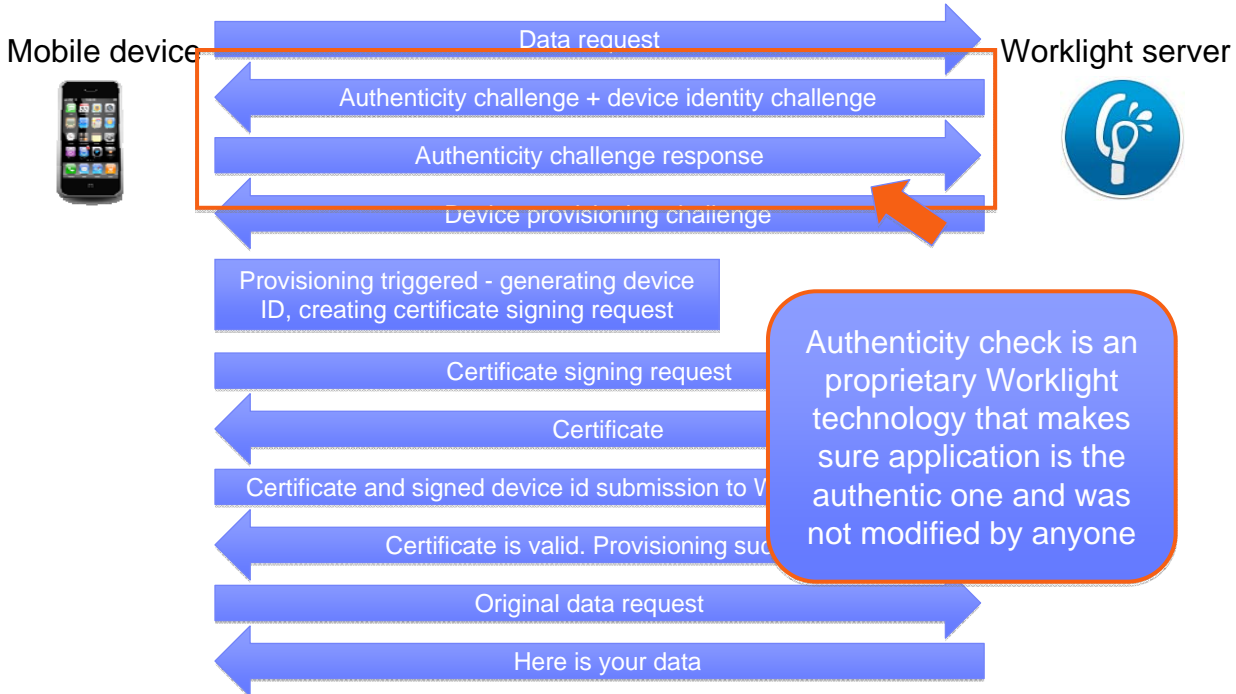 Data request
Mobile device
Worklight server
Authenticity challenge + device identity challenge
Authenticity challenge response
Device provisioning challenge
Provisioning triggered - generating device
ID, creating certificate signing request
Certificate signing request
Certificate
Certificate and signed device id submission to
Certificate is valid. Provisioning
Authenticity check is an
proprietary Worklight
technology that makes
sure application is the
authentic one and was
not modified by anyone
Original data request
Here is your data